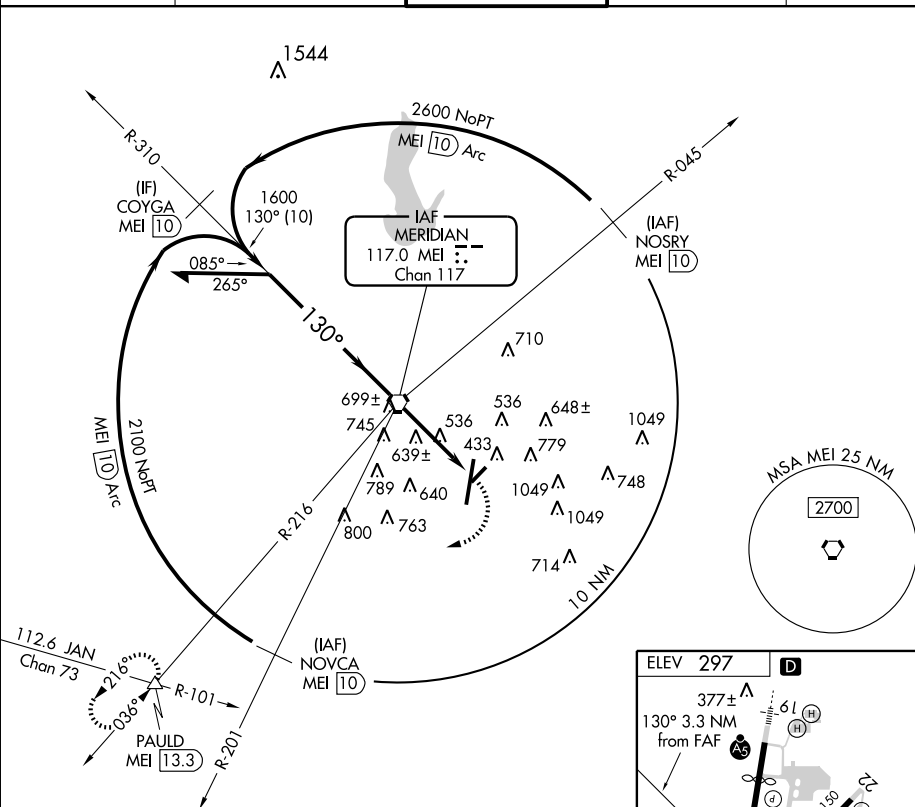 1544
2600 NoPT
MEI 10 Arc
R-310
R-045
(IF)
COYGA
MEI 10
1600
130° (10)
IAF
MERIDIAN
117.0 MEI
Chan 117
(IAF)
NOSRY
MEI 10
085°
265°
130°
710
699±
536
648±
1049
745
536
433
779
639±
789
640
1049
748
800
763
1049
714
2100 NoPT
MEI 10 Arc
R-216
10 NM
MSA MEI 25 NM
2700
112.6 JAN
Chan 73
216°
036°
R-101
(IAF)
NOVCA
MEI 10
PAULD
MEI 13.3
R-201
ELEV 297
D
377±
130° 3.3 NM
from FAF
A5
19
H
H
22
P
150